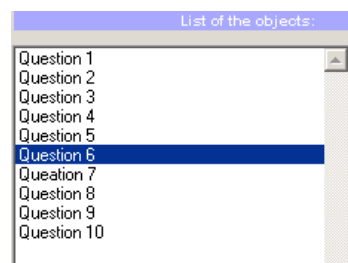 List of the objects:
Question 1
Question 2
Question 3
Question 4
Question 5
Question 6
Queation 7
Question 8
Question 9
Question 10